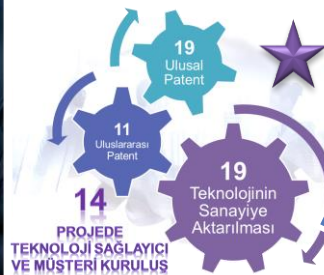 19
Ulusal
Patent
11
Uluslararası
Patent
19
Teknolojinin
Sanayiye
Aktarılması
14
PROJEDE
TEKNOLOJİ SAĞLAYICI
VE MÜŞTERİ KURULUŞ